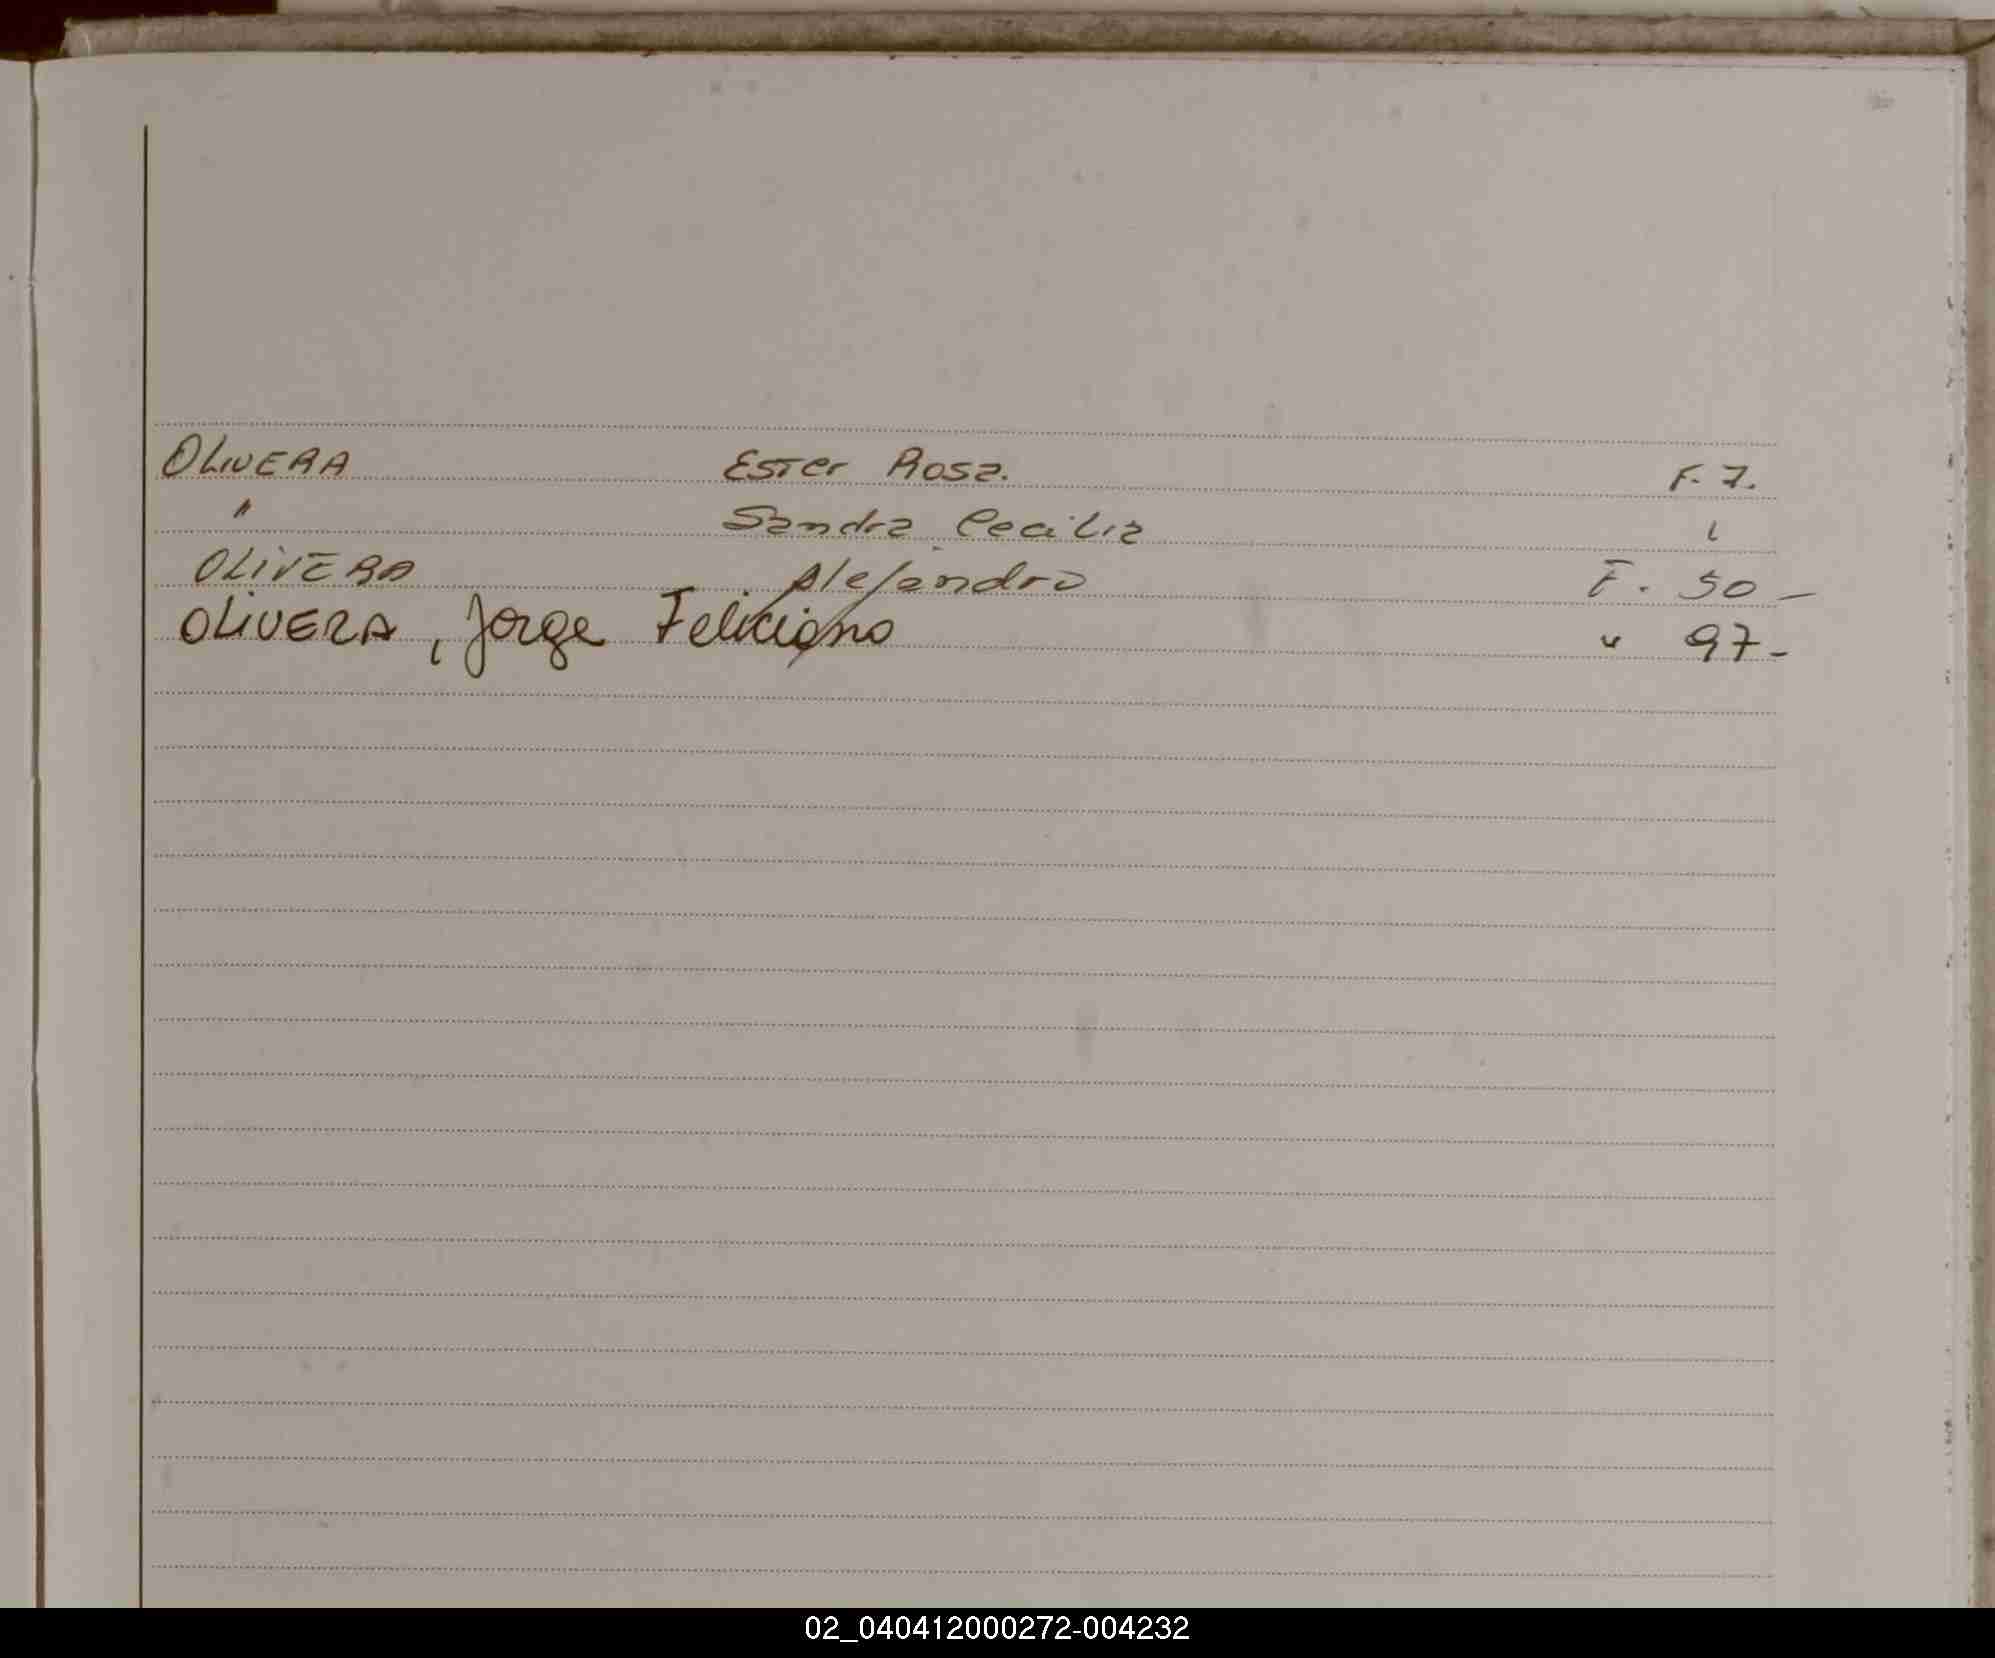 OLIVERA Ester Rosa. F. 7.
" Sandra Cecilia
OLIVERA Alejandro F. 50 -
OLIVERA, Jorge Feliciano " 97-
02_040412000272-004232